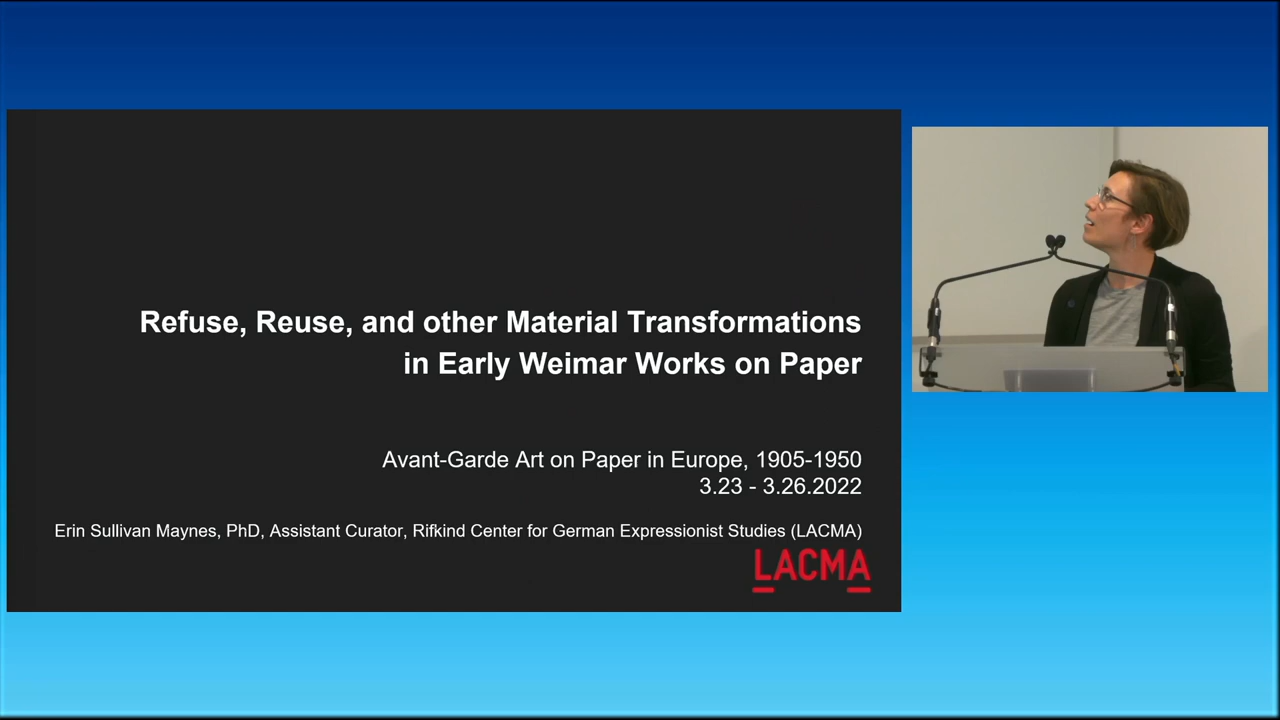 Refuse, Reuse, and other Material Transformations
in Early Weimar Works on Paper
Avant-Garde Art on Paper in Europe, 1905-1950
3.23 - 3.26.2022
Erin Sullivan Maynes, PhD, Assistant Curator, Rifkind Center for German Expressionist Studies (LACMA)
LACMA